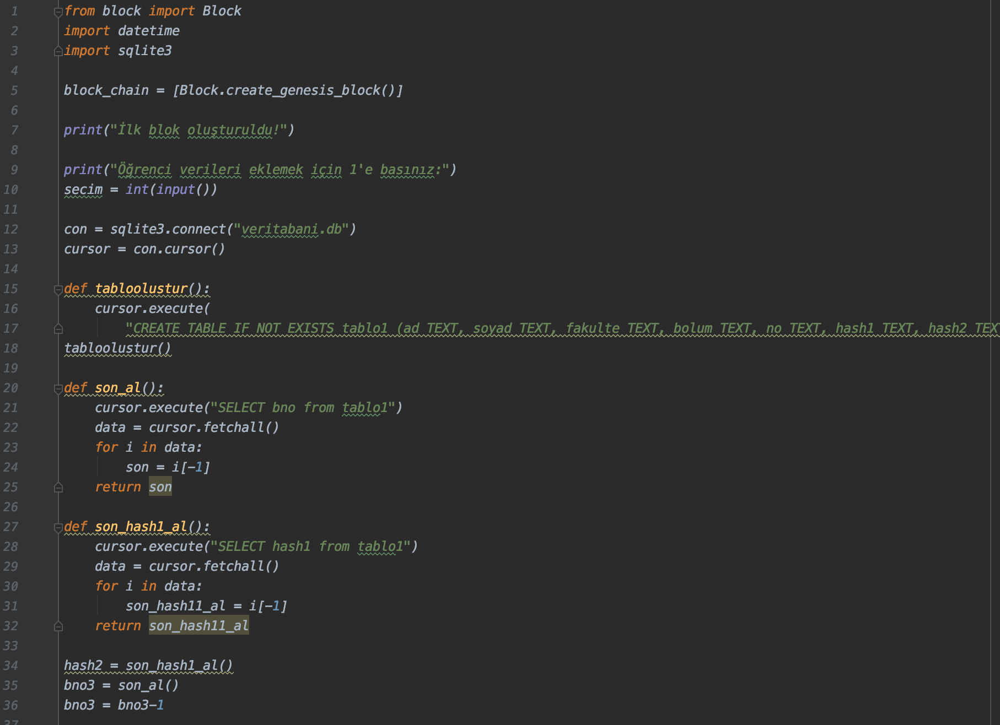 1 from block import Block
2 import datetime
3 import sqlite3
4
5 block_chain = [Block.create_genesis_block()]
6
7 print("İlk blok oluşturuldu!")
8
9 print("Öğrenci verileri eklemek için 1'e basınız:")
10 secim = int(input())
11
12 con = sqlite3.connect("veritabani.db")
13 cursor = con.cursor()
14
15 def tabloolustur():
16     cursor.execute(
17         "CREATE TABLE IF NOT EXISTS tablo1 (ad TEXT, soyad TEXT, fakulte TEXT, bolum TEXT, no TEXT, hash1 TEXT, hash2 TEX
18 tabloolustur()
19
20 def son_al():
21     cursor.execute("SELECT bno from tablo1")
22     data = cursor.fetchall()
23     for i in data:
24         son = i[-1]
25     return son
26
27 def son_hash1_al():
28     cursor.execute("SELECT hash1 from tablo1")
29     data = cursor.fetchall()
30     for i in data:
31         son_hash11_al = i[-1]
32     return son_hash11_al
33
34 hash2 = son_hash1_al()
35 bno3 = son_al()
36 bno3 = bno3-1
37